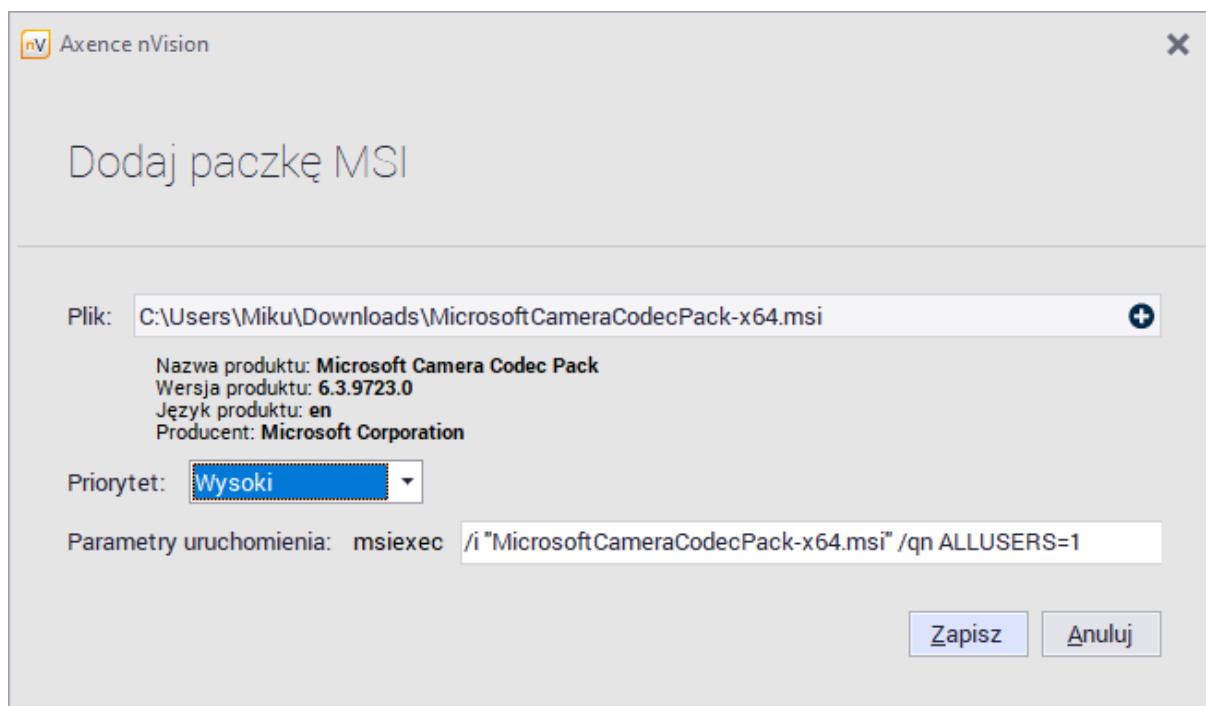 nV Axence nVision
Dodaj paczkę MSI
Plik: C:\Users\Miku\Downloads\MicrosoftCameraCodecPack-x64.msi
Nazwa produktu: Microsoft Camera Codec Pack
Wersja produktu: 6.3.9723.0
Język produktu: en
Producent: Microsoft Corporation
Priorytet: Wysoki
Parametry uruchomienia: msiexec /i "MicrosoftCameraCodecPack-x64.msi" /qn ALLUSERS=1
Zapisz Anuluj